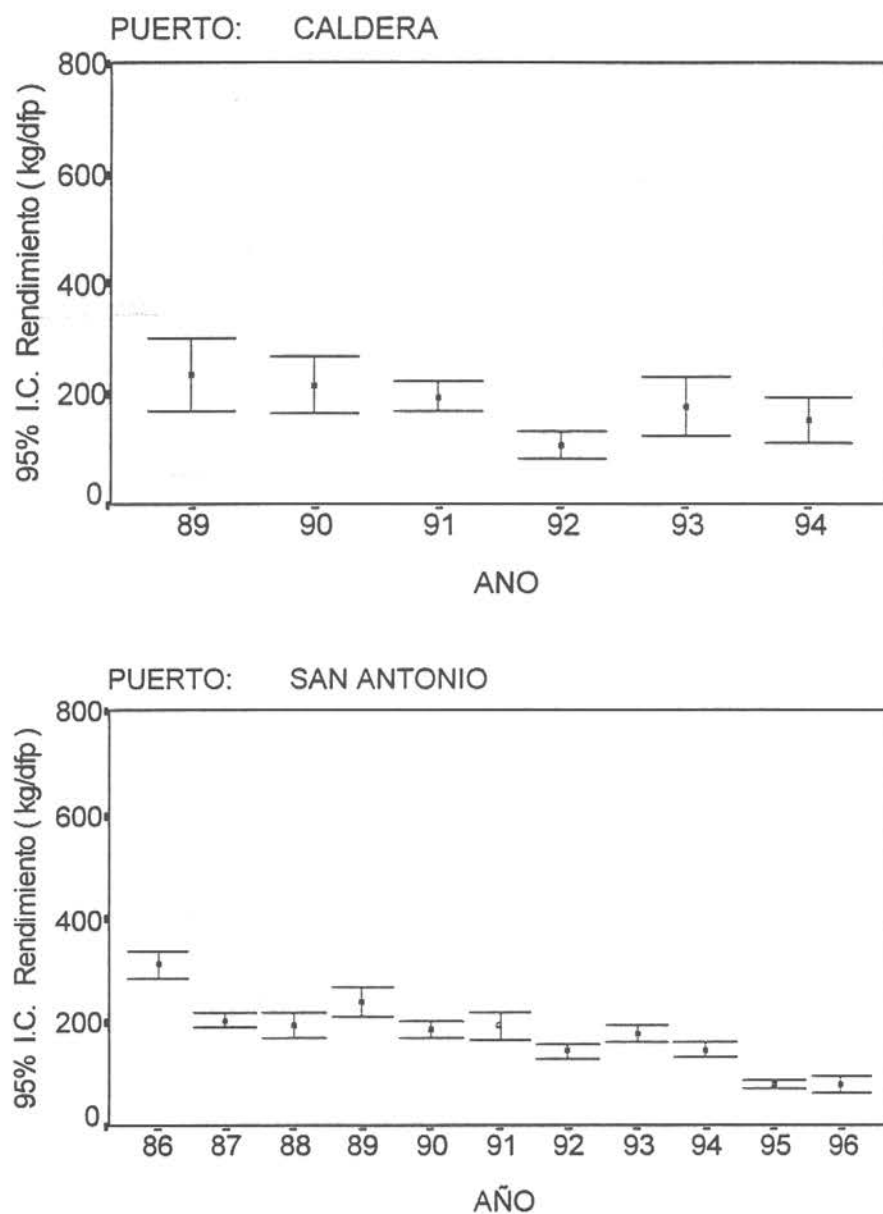 PUERTO: CALDERA
95% I.C. Rendimiento ( kg/dfp)
800
600
400
200
0
89 90 91 92 93 94
ANO
PUERTO: SAN ANTONIO
95% I.C. Rendimiento ( kg/dfp)
800
600
400
200
0
86 87 88 89 90 91 92 93 94 95 96
AÑO